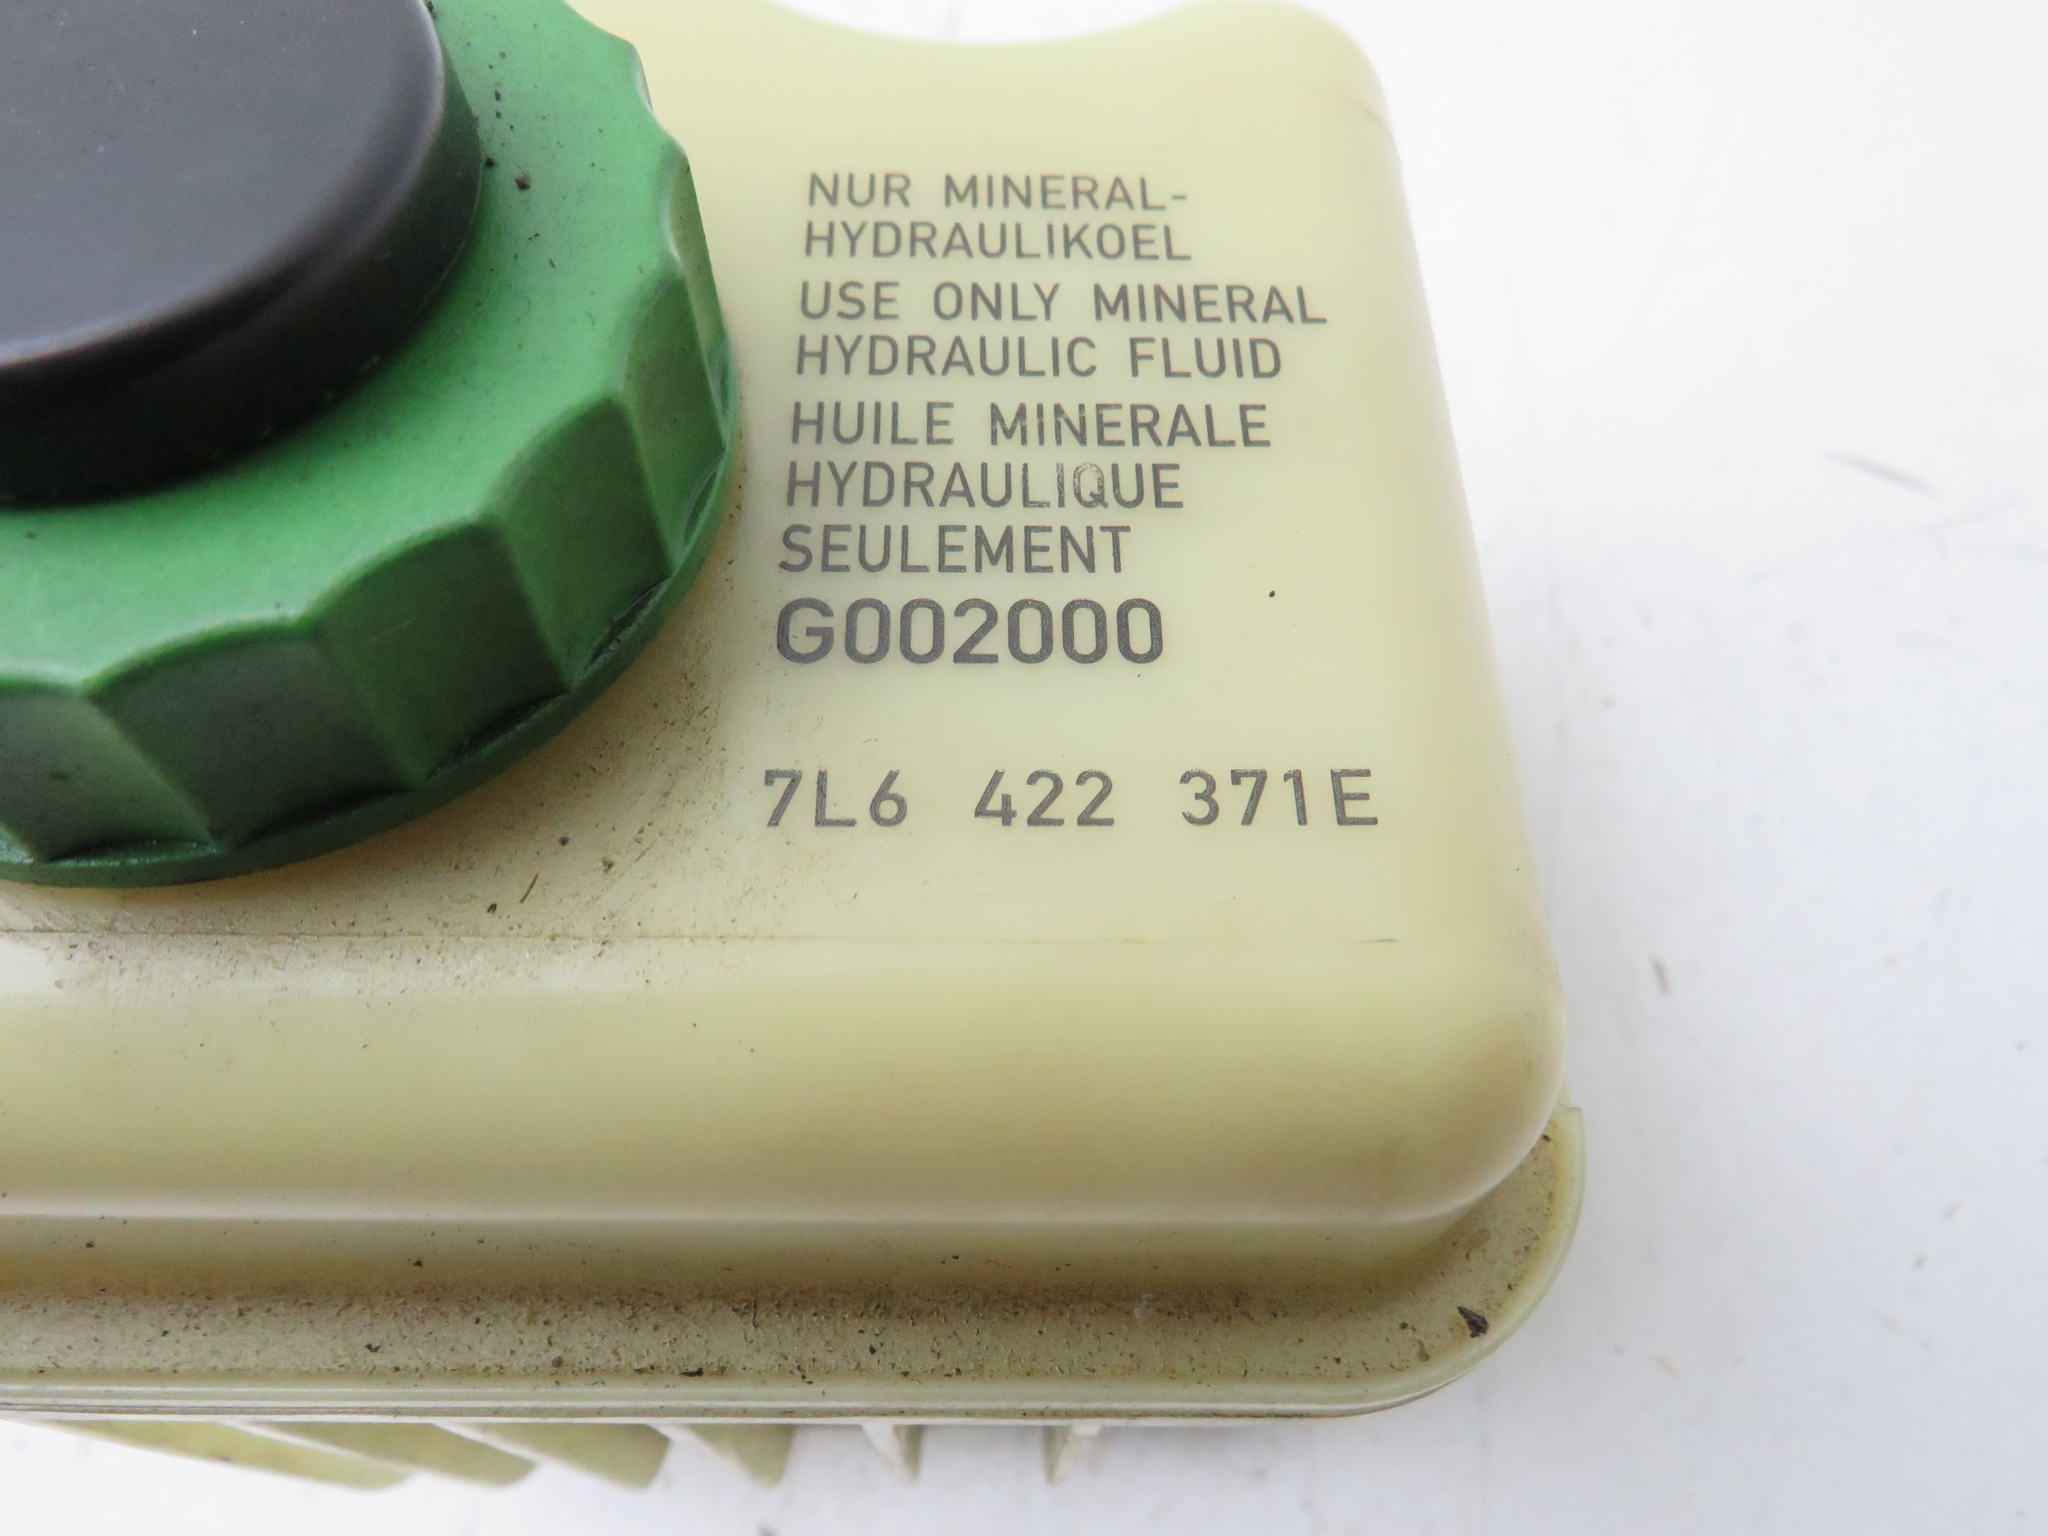 NUR MINERAL-
HYDRAULIKOEL
USE ONLY MINERAL
HYDRAULIC FLUID
HUILE MINERALE
HYDRAULIQUE
SEULEMENT
G002000
7L6 422 371E